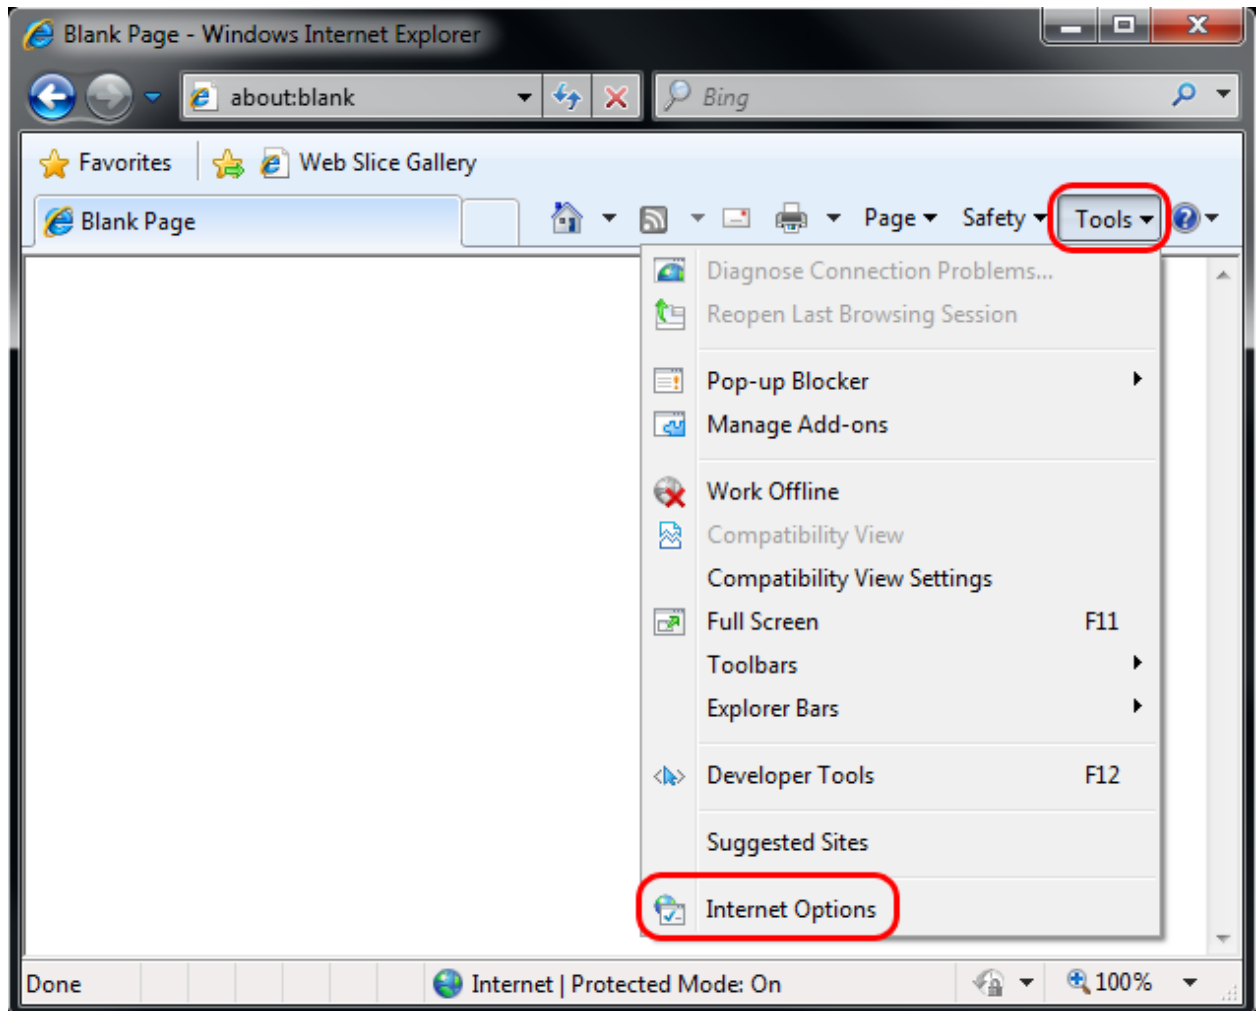 Blank Page - Windows Internet Explorer
about:blank
Bing
Favorites
Web Slice Gallery
Blank Page
Page
Safety
Tools
Diagnose Connection Problems...
Reopen Last Browsing Session
Pop-up Blocker
Manage Add-ons
Work Offline
Compatibility View
Compatibility View Settings
Full Screen F11
Toolbars
Explorer Bars
Developer Tools F12
Suggested Sites
Internet Options
Done
Internet | Protected Mode: On
100%